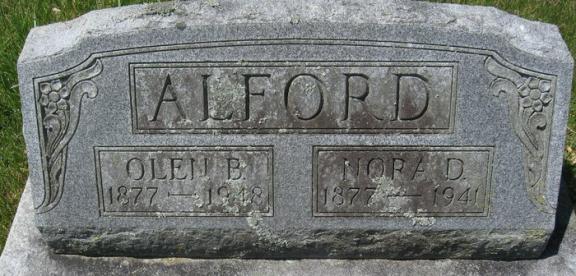 ALFORD
OLEN B.
1877 — 1948
NORA D.
1877 — 1941